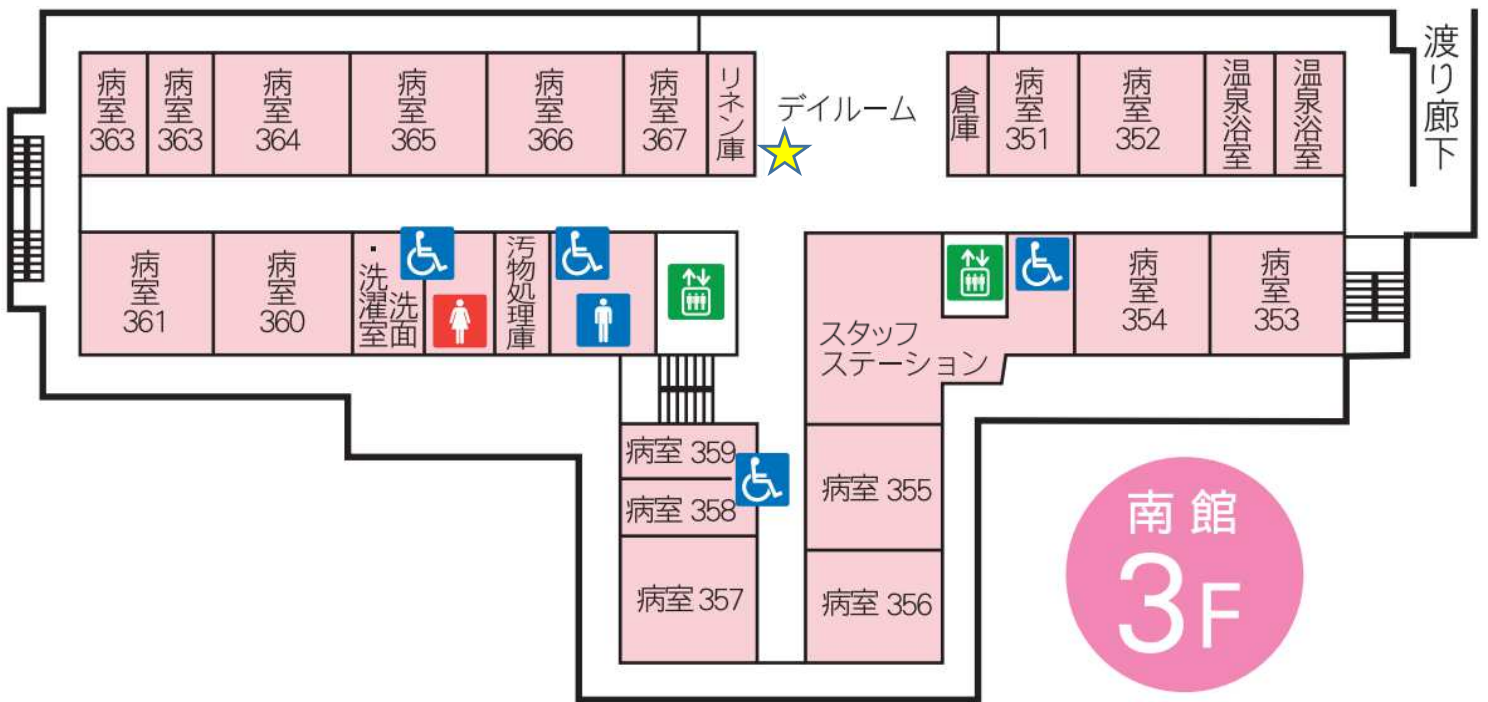 病室 363
病室 363
病室 364
病室 365
病室 366
病室 367
リネン庫
デイルーム
倉庫
病室 351
病室 352
温泉浴室
温泉浴室
渡り廊下
病室 361
病室 360
・洗濯室
洗面
汚物処理庫
スタッフ
ステーション
病室 354
病室 353
病室 359
病室 358
病室 357
病室 355
病室 356
南館
3F